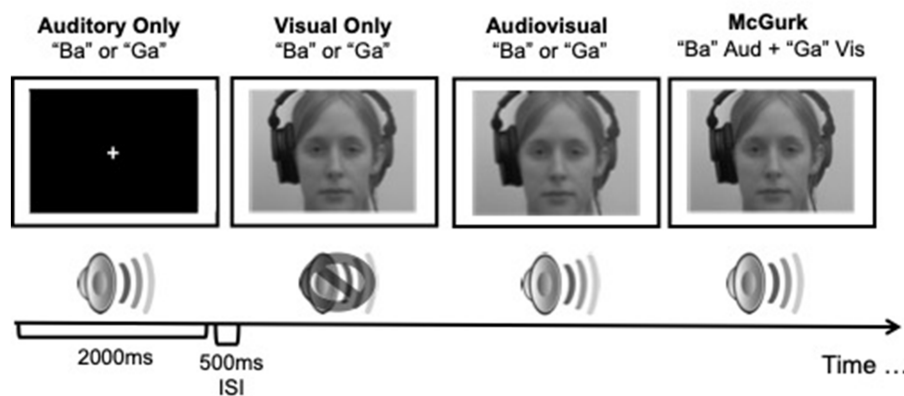 Auditory Only
“Ba” or “Ga”
Visual Only
“Ba” or “Ga”
Audiovisual
“Ba” or “Ga”
McGurk
“Ba” Aud + “Ga” Vis
2000ms
500ms
ISI
Time ...